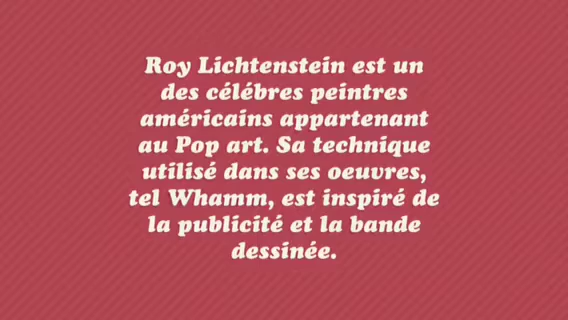 Roy Lichtenstein est un
des célébres peintres
américains appartenant
au Pop art. Sa technique
utilisé dans ses oeuvres,
tel Whamm, est inspiré de
la publicité et la bande
dessinée.